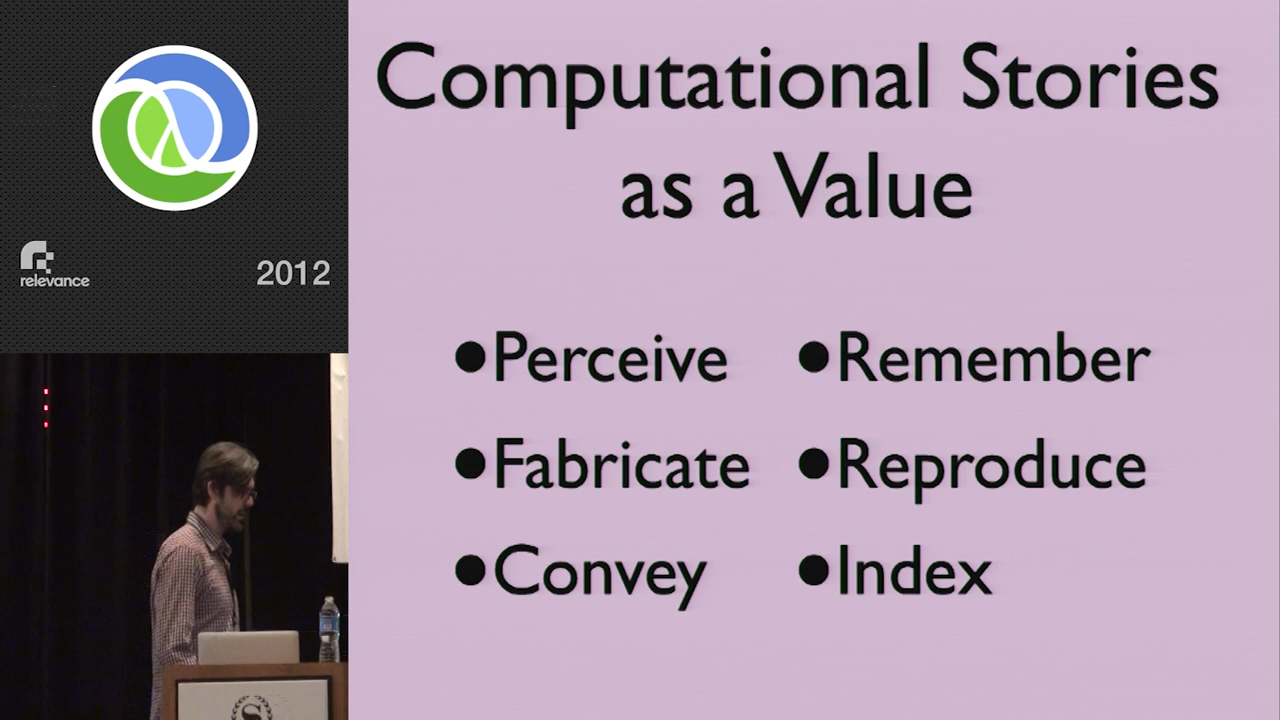 relevance
2012
Computational Stories
as a Value
•Perceive
•Fabricate
•Convey
•Remember
•Reproduce
•Index
S